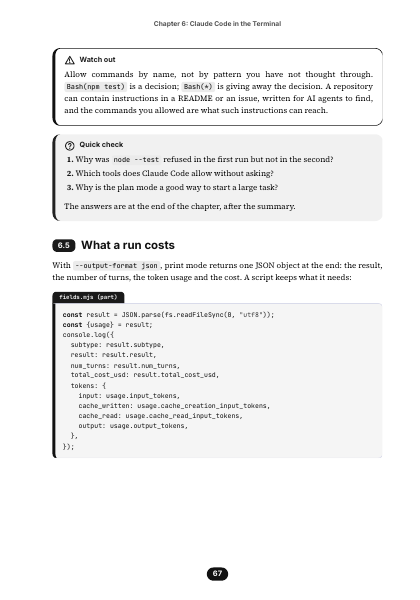 Chapter 6: Claude Code in the Terminal
Watch out
Allow commands by name, not by pattern you have not thought through.
Bash(npm test) is a decision; Bash(*) is giving away the decision. A repository
can contain instructions in a README or an issue, written for AI agents to find,
and the commands you allowed are what such instructions can reach.
Quick check
1. Why was node --test refused in the first run but not in the second?
2. Which tools does Claude Code allow without asking?
3. Why is the plan mode a good way to start a large task?
The answers are at the end of the chapter, after the summary.
6.5 What a run costs
With --output-format json, print mode returns one JSON object at the end: the result,
the number of turns, the token usage and the cost. A script keeps what is needs:
fields.mjs (part)
const result = JSON.parse(fs.readFileSync(0, "utf8"));
const {usage} = result;
console.log({
  subtype: result.subtype,
  result: result.result,
  num_turns: result.num_turns,
  total_cost_usd: result.total_cost_usd,
  tokens: {
    input: usage.input_tokens,
    cache_written: usage.cache_creation_input_tokens,
    cache_read: usage.cache_read_input_tokens,
    output: usage.output_tokens,
  },
});
67